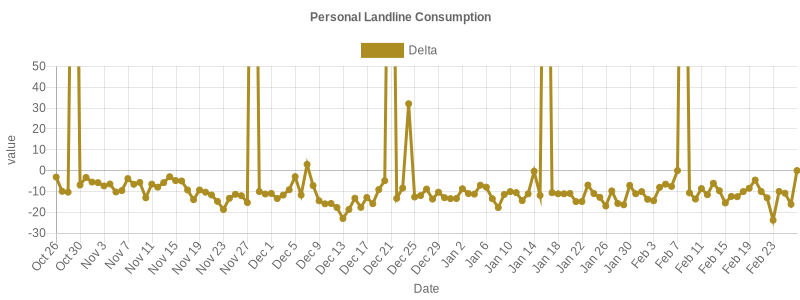 Personal Landline Consumption
Delta
value
50
40
30
20
10
0
-10
-20
-30
Oct 26
Oct 30
Nov 3
Nov 7
Nov 11
Nov 15
Nov 19
Nov 23
Nov 27
Dec 1
Dec 5
Dec 9
Dec 13
Dec 17
Dec 21
Dec 25
Dec 29
Jan 2
Jan 6
Jan 10
Jan 14
Jan 18
Jan 22
Jan 26
Jan 30
Feb 3
Feb 7
Feb 11
Feb 15
Feb 19
Feb 23
Date